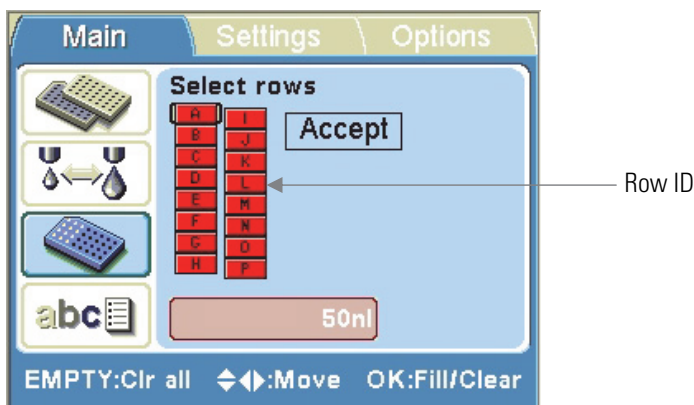 Main Settings Options
Select rows
A I
B J
C K
D L
E M
F N
G O
H P
Accept
Row ID
abc
50nl
EMPTY:Clr all :Move OK:Fill/Clear